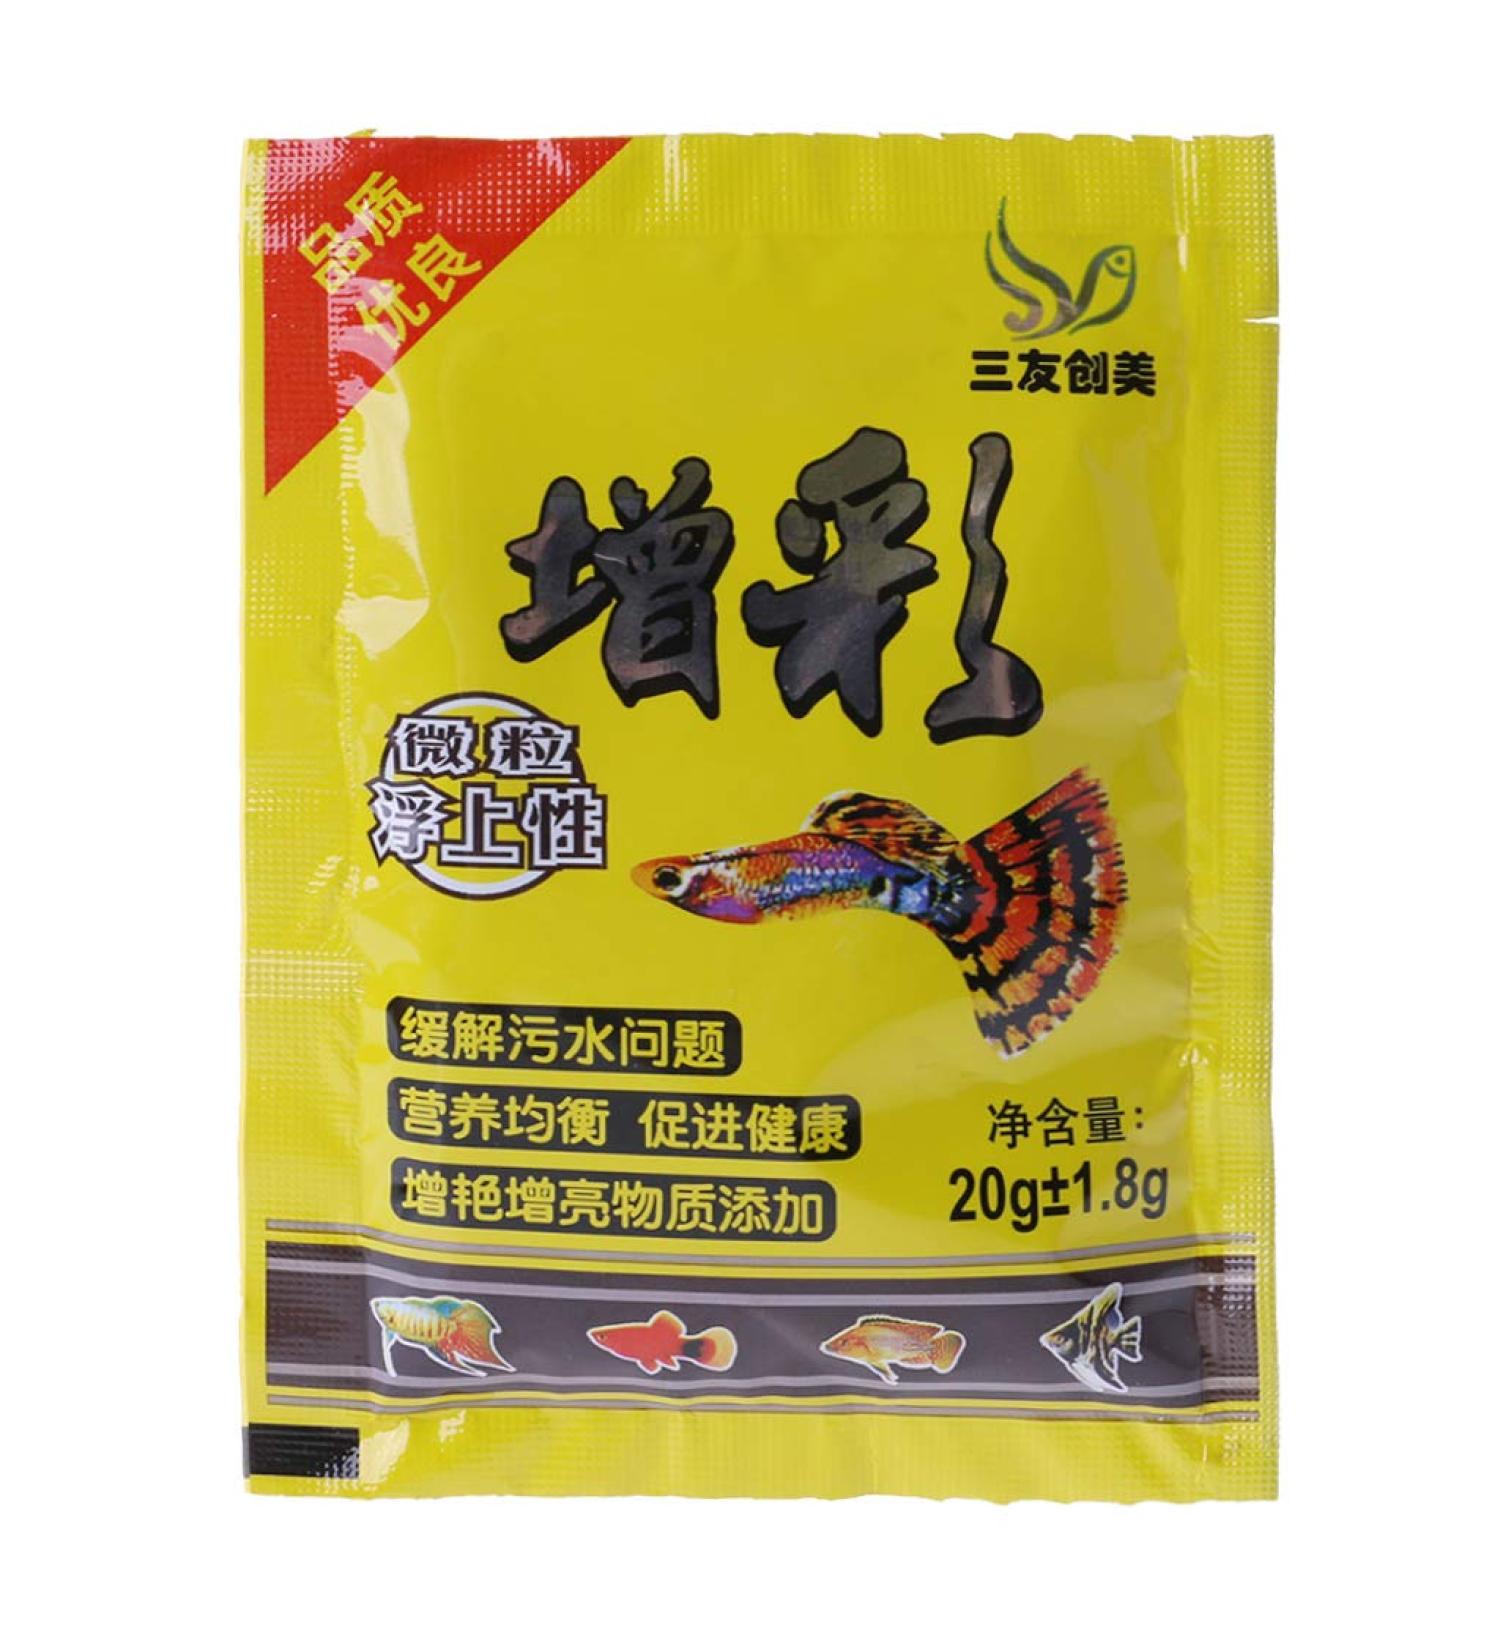 品质
优良
三友创美
增彩
微粒
浮上性
缓解污水问题
营养均衡 促进健康
增艳增亮物质添加
净含量:
20g±1.8g